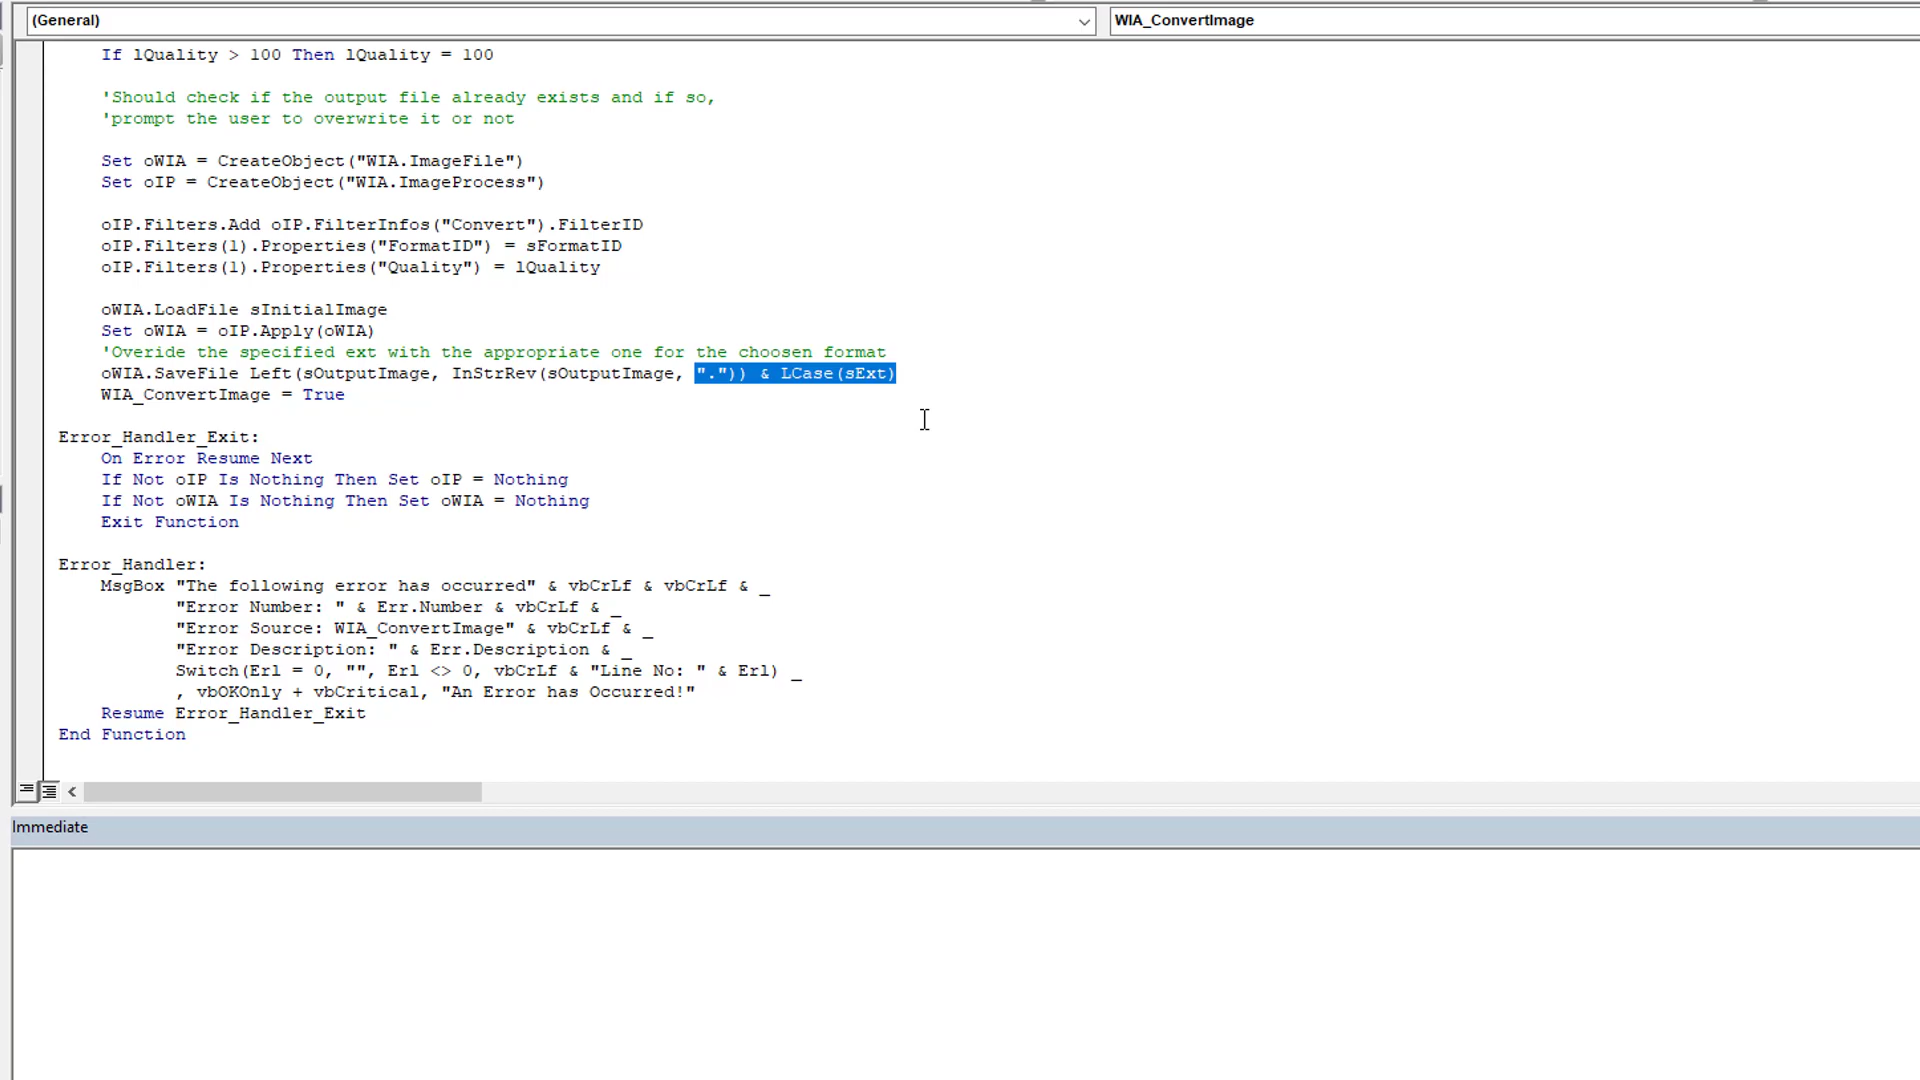 (General)
WIA_ConvertImage
If lQuality > 100 Then lQuality = 100
'Should check if the output file already exists and if so,
'prompt the user to overwrite it or not
Set oWIA = CreateObject("WIA.ImageFile")
Set oIP = CreateObject("WIA.ImageProcess")
oIP.Filters.Add oIP.FilterInfos("Convert").FilterID
oIP.Filters(1).Properties("FormatID") = sFormatID
oIP.Filters(1).Properties("Quality") = lQuality
oWIA.LoadFile sInitialImage
Set oWIA = oIP.Apply(oWIA)
'Overide the specified ext with the appropriate one for the choosen format
oWIA.SaveFile Left(sOutputImage, InStrRev(sOutputImage, ".")) & LCase(sExt)
WIA_ConvertImage = True
Error_Handler_Exit:
On Error Resume Next
If Not oIP Is Nothing Then Set oIP = Nothing
If Not oWIA Is Nothing Then Set oWIA = Nothing
Exit Function
Error_Handler:
MsgBox "The following error has occurred" & vbCrLf & vbCrLf & _
"Error Number: " & Err.Number & vbCrLf & _
"Error Source: WIA_ConvertImage" & vbCrLf & _
"Error Description: " & Err.Description & _
Switch(Erl = 0, "", Erl <> 0, vbCrLf & "Line No: " & Erl) _
, vbOKOnly + vbCritical, "An Error has Occurred!"
Resume Error_Handler_Exit
End Function
Immediate